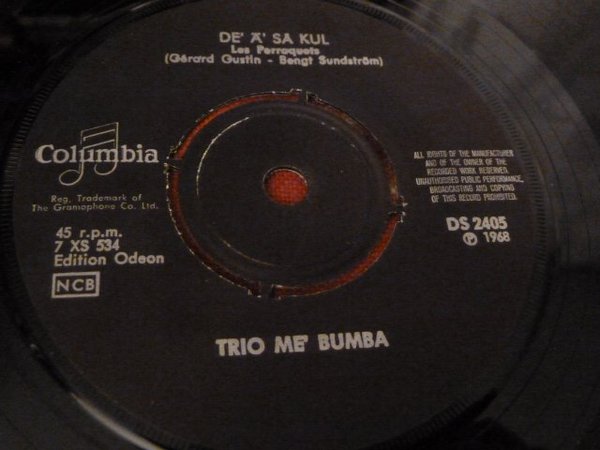 DE' Ä' SA KUL
Les Perroquets
(Gérard Gustin - Bengt Sundström)
Columbia
Reg. Trademark of
The Gramophone Co. Ltd.
45 r.p.m.
7 XS 534
Edition Odeon
NCB
ALL RIGHTS OF THE MANUFACTURER
AND OF THE OWNER OF THE
RECORDED WORK RESERVED.
UNAUTHORISED PUBLIC PERFORMANCE,
BROADCASTING AND COPYING
OF THIS RECORD PROHIBITED.
DS 2405
Ⓟ 1968
TRIO ME' BUMBA